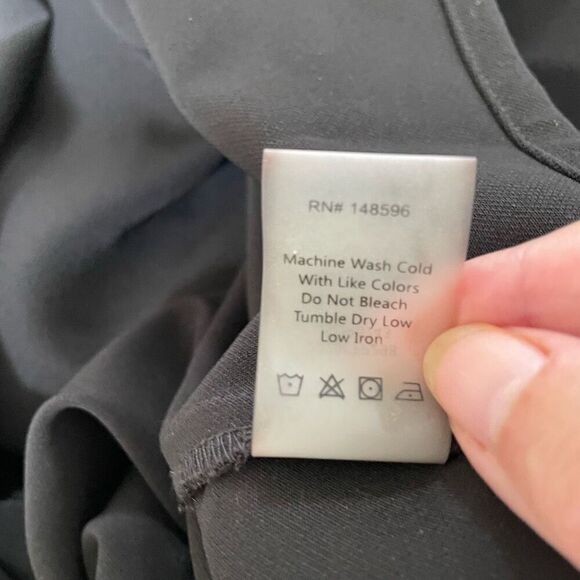 RN# 148596
Machine Wash Cold
With Like Colors
Do Not Bleach
Tumble Dry Low
Low Iron